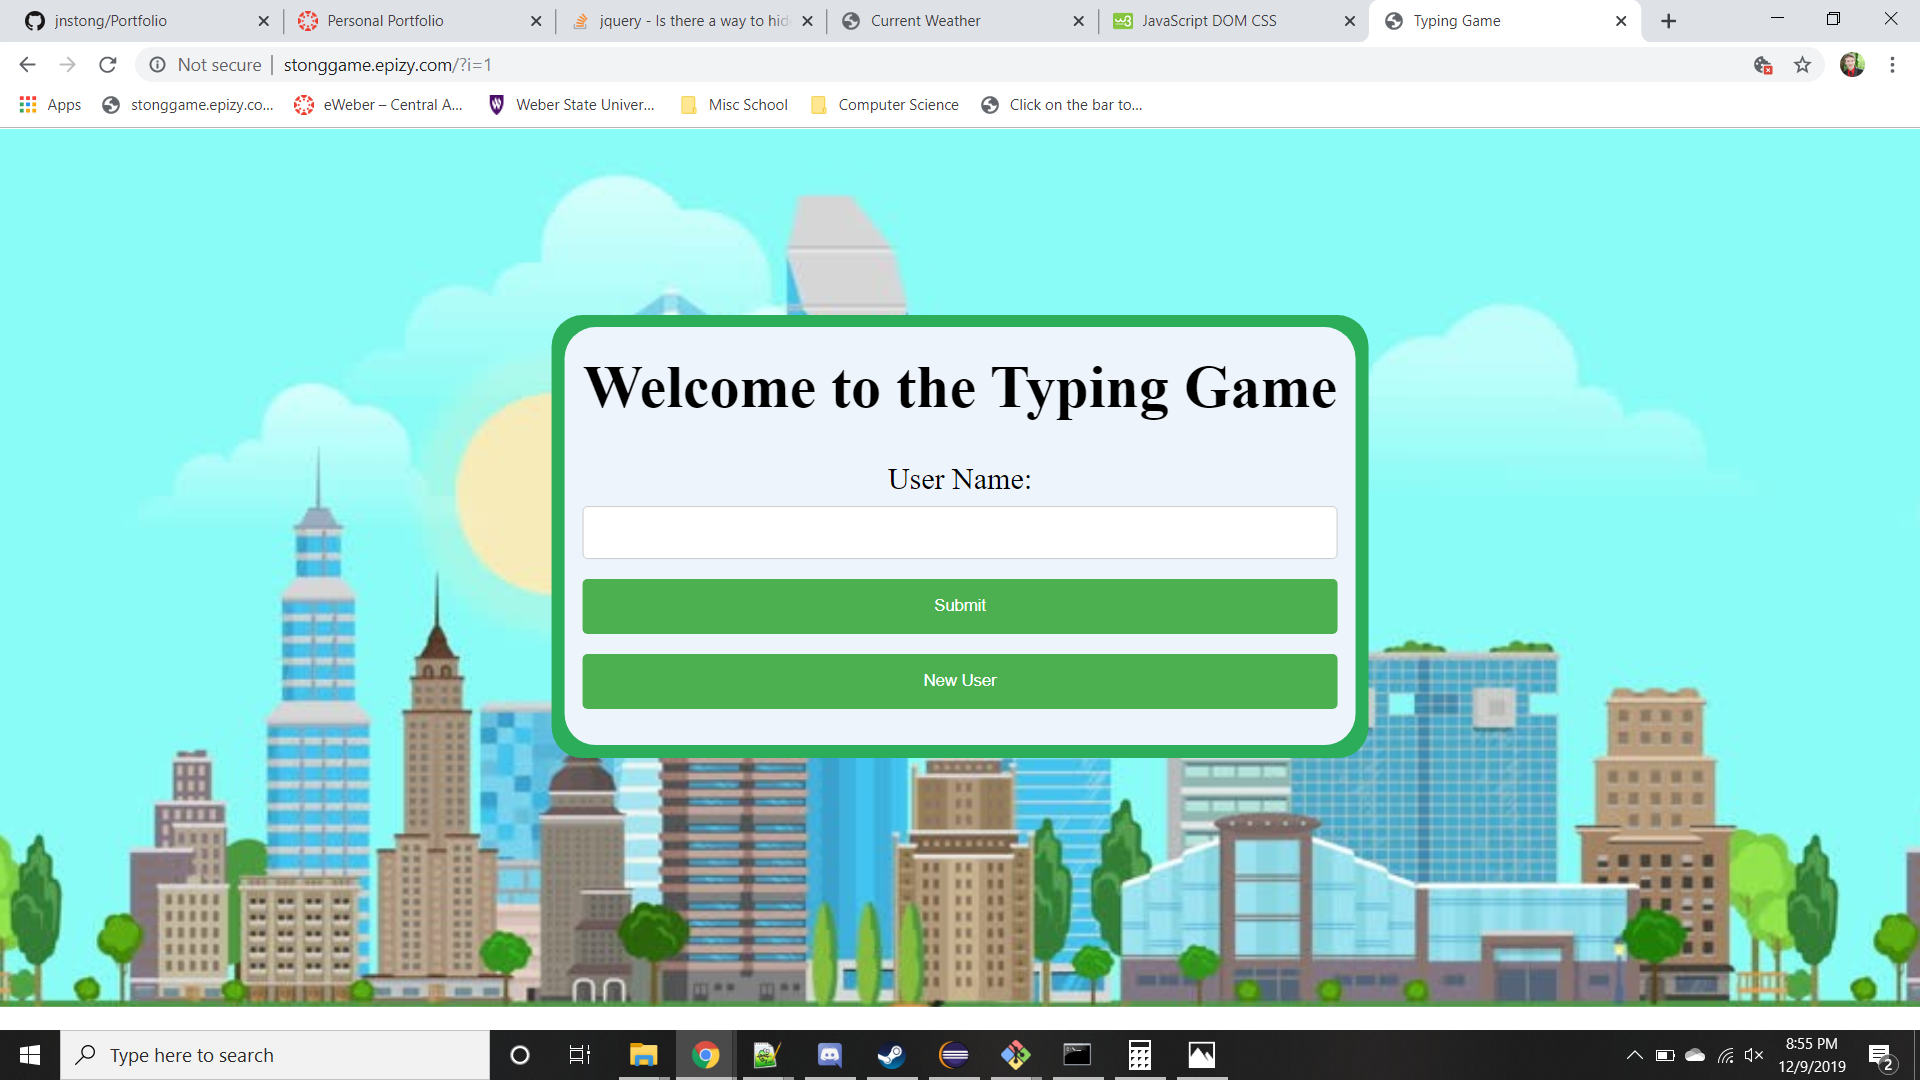 jnstong/Portfolio
Personal Portfolio
jquery - Is there a way to hid
Current Weather
JavaScript DOM CSS
Typing Game
Not secure
stonggame.epizy.com/?i=1
Apps
stonggame.epizy.co...
eWeber – Central A...
Weber State Univer...
Misc School
Computer Science
Click on the bar to...
Welcome to the Typing Game
User Name:
Submit
New User
Type here to search
8:55 PM
12/9/2019
2